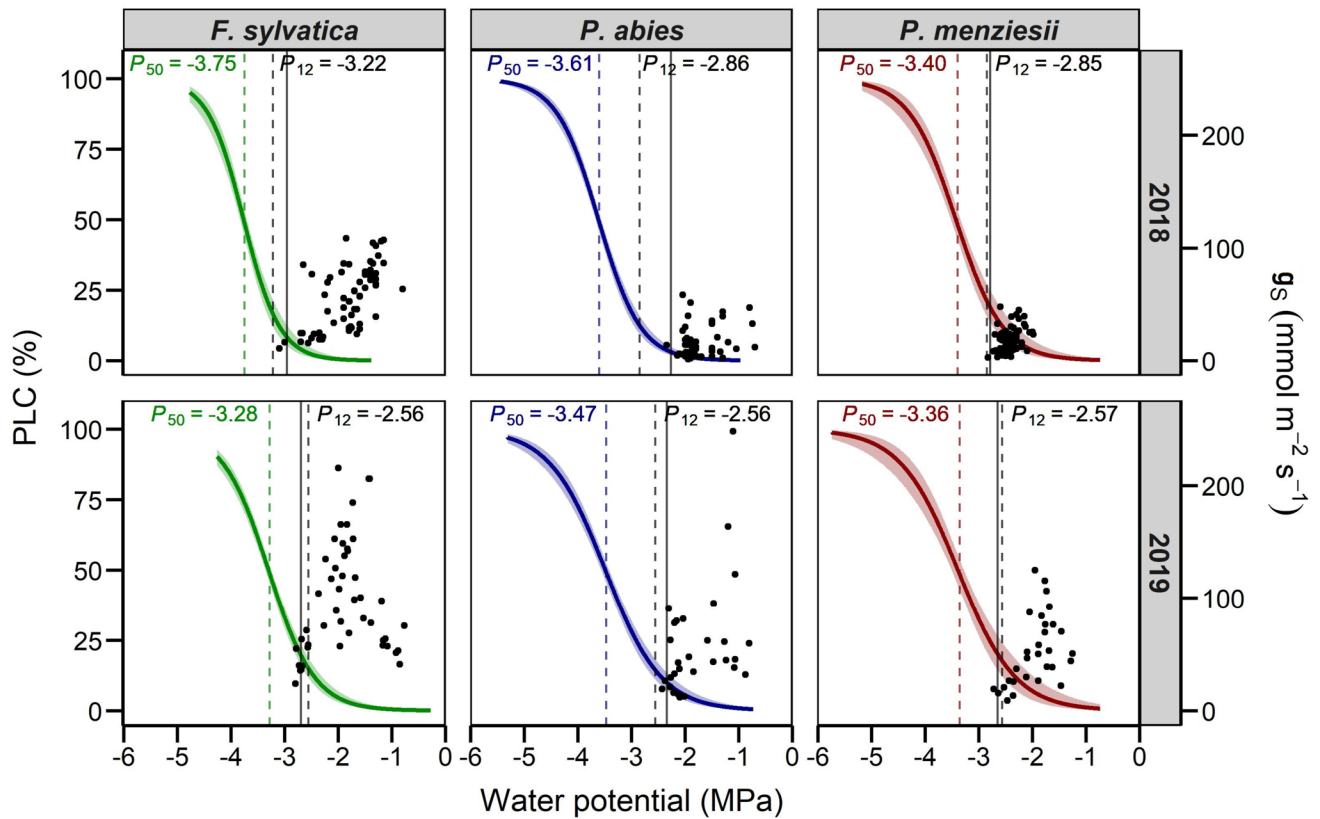 F. sylvatica
P. abies
P. menziesii
P50 = -3.75
P12 = -3.22
P50 = -3.61
P12 = -2.86
P50 = -3.40
P12 = -2.85
100
75
50
25
0
200
100
0
2018
P50 = -3.28
P12 = -2.56
P50 = -3.47
P12 = -2.56
P50 = -3.36
P12 = -2.57
100
75
50
25
0
200
100
0
2019
PLC (%)
gS (mmol m−2 s−1)
-6 -5 -4 -3 -2 -1 0
-6 -5 -4 -3 -2 -1 0
-6 -5 -4 -3 -2 -1 0
Water potential (MPa)